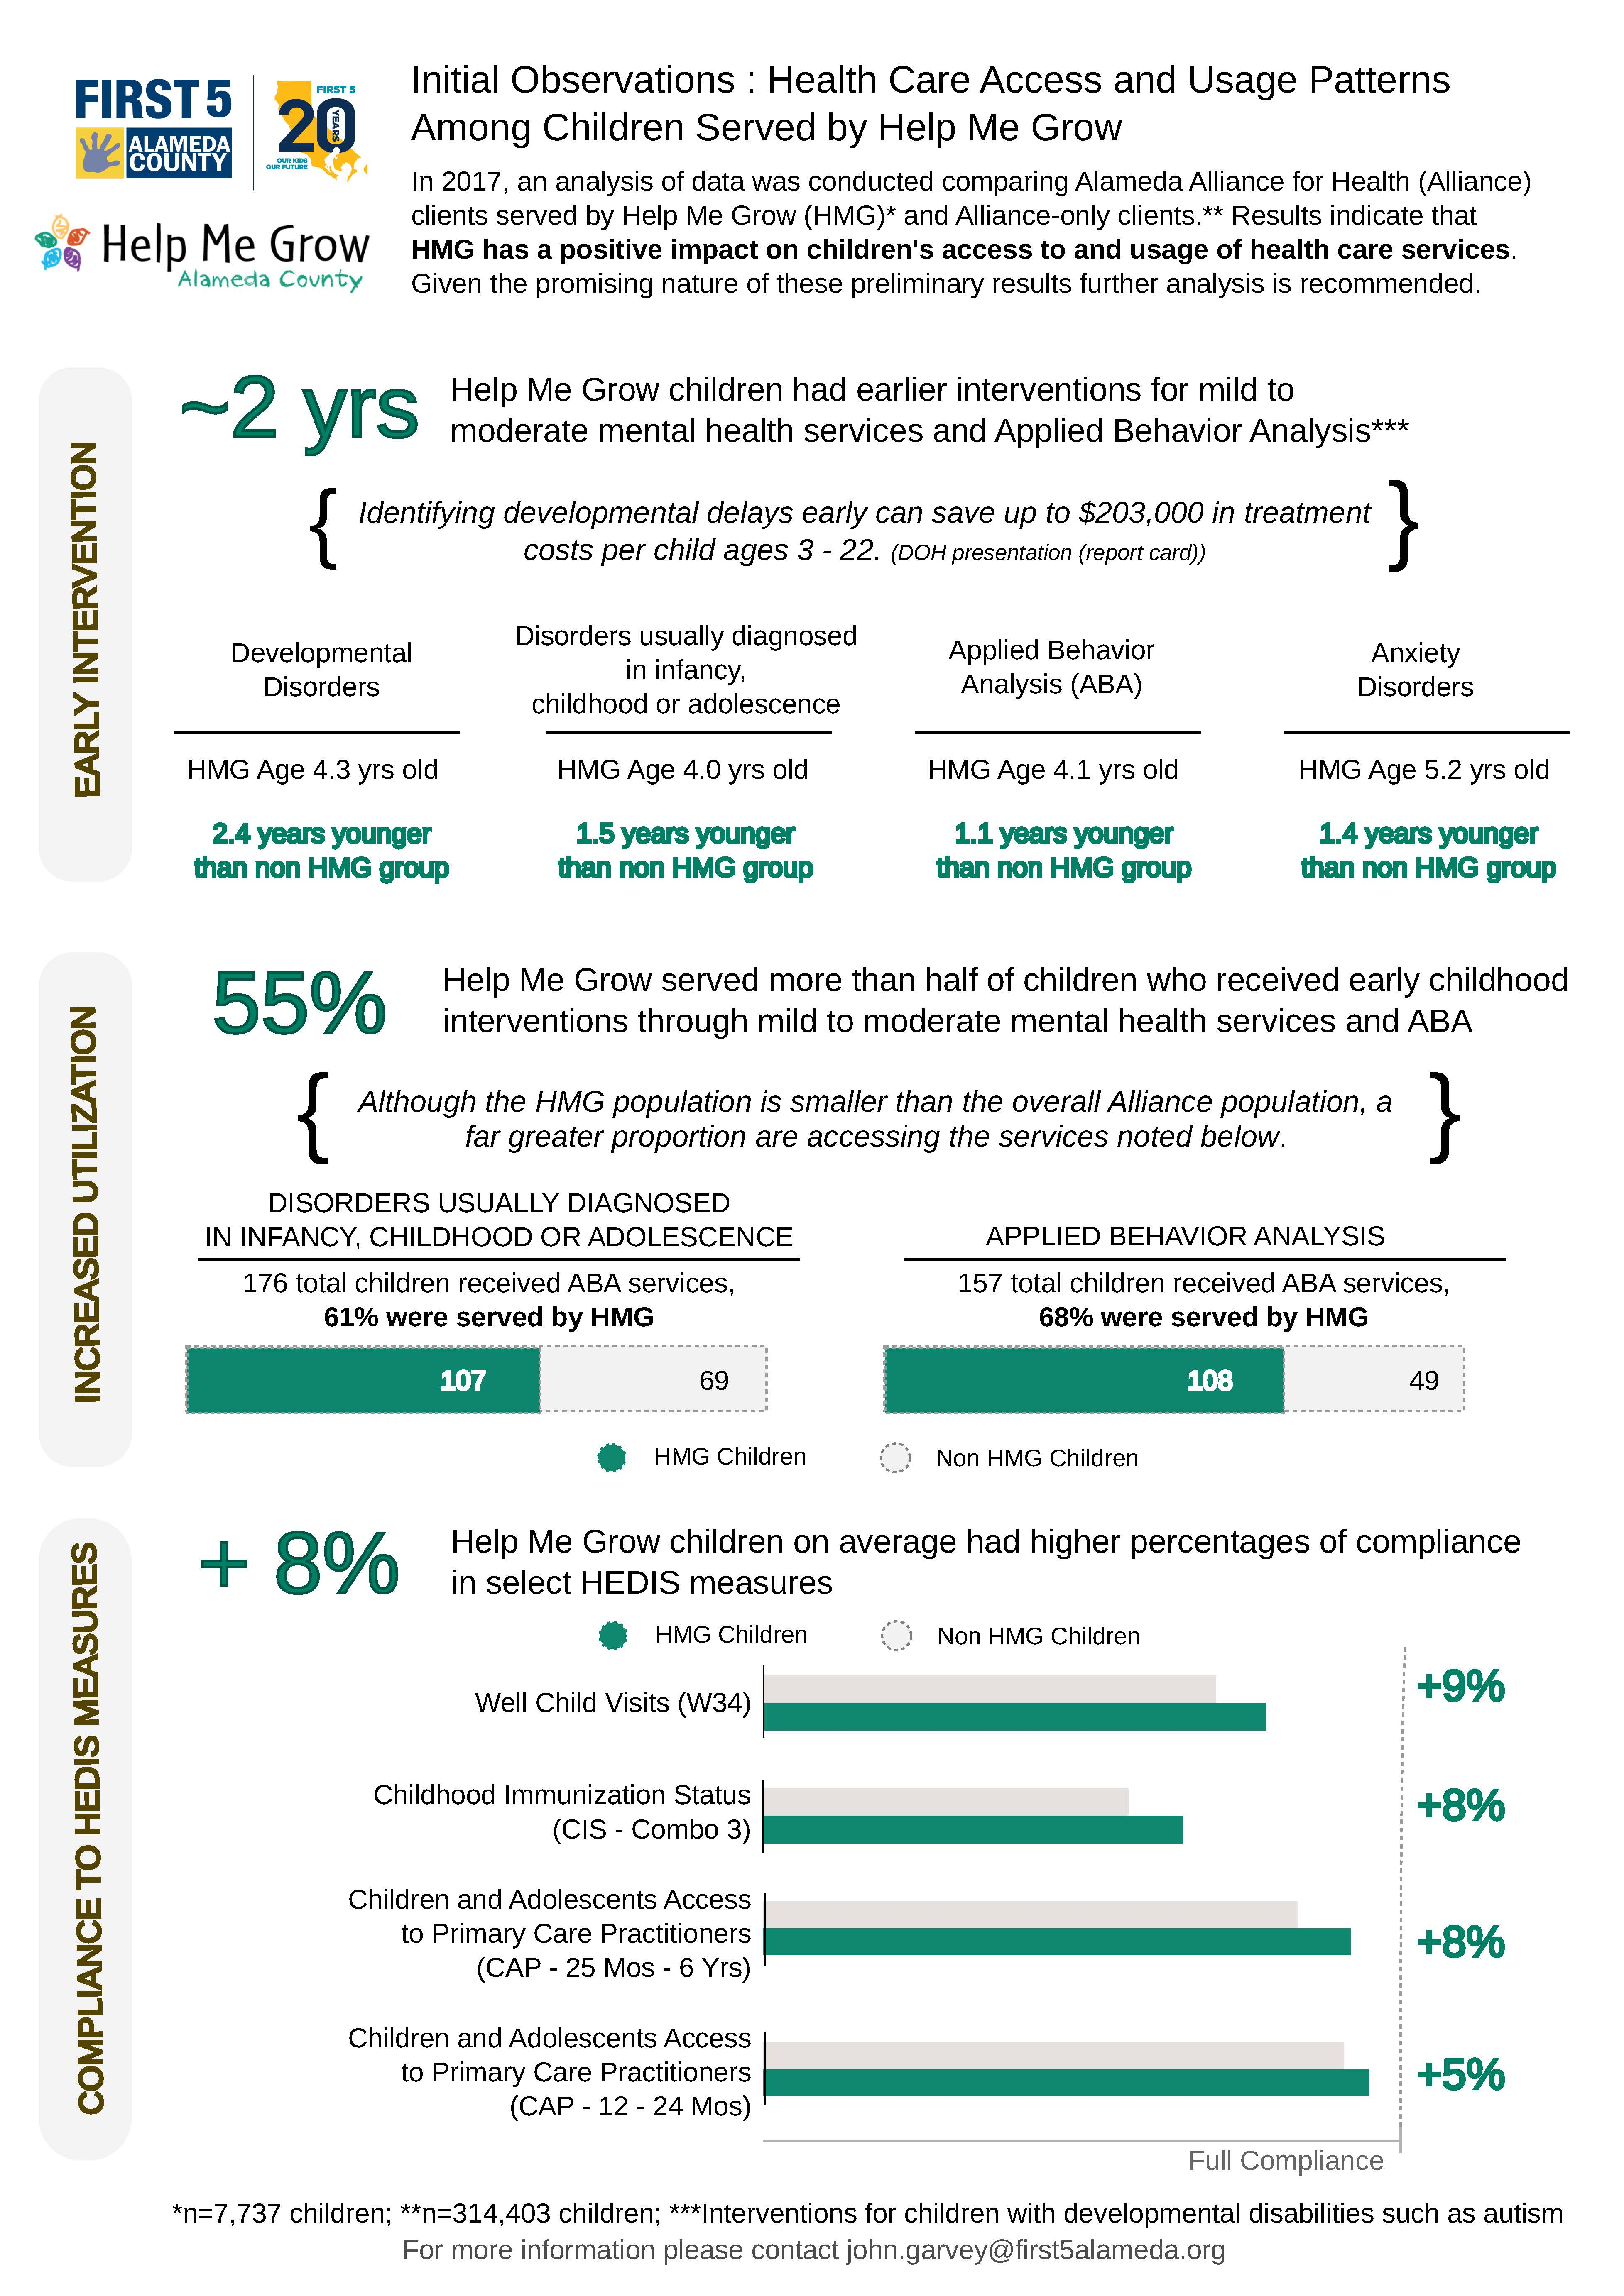 FIRST 5
ALAMEDA
COUNTY
FIRST 5
20
YEARS
OUR KIDS
OUR FUTURE
Help Me Grow
Alameda County
Initial Observations : Health Care Access and Usage Patterns
Among Children Served by Help Me Grow
In 2017, an analysis of data was conducted comparing Alameda Alliance for Health (Alliance)
clients served by Help Me Grow (HMG)* and Alliance-only clients.** Results indicate that
HMG has a positive impact on children's access to and usage of health care services.
Given the promising nature of these preliminary results further analysis is recommended.
EARLY INTERVENTION
~2 yrs
Help Me Grow children had earlier interventions for mild to
moderate mental health services and Applied Behavior Analysis***
{ Identifying developmental delays early can save up to $203,000 in treatment }
costs per child ages 3 - 22. (DOH presentation (report card))
Developmental
Disorders
HMG Age 4.3 yrs old
2.4 years younger
than non HMG group
Disorders usually diagnosed
in infancy,
childhood or adolescence
HMG Age 4.0 yrs old
1.5 years younger
than non HMG group
Applied Behavior
Analysis (ABA)
HMG Age 4.1 yrs old
1.1 years younger
than non HMG group
Anxiety
Disorders
HMG Age 5.2 yrs old
1.4 years younger
than non HMG group
INCREASED UTILIZATION
55%
Help Me Grow served more than half of children who received early childhood
interventions through mild to moderate mental health services and ABA
{ Although the HMG population is smaller than the overall Alliance population, a }
far greater proportion are accessing the services noted below.
DISORDERS USUALLY DIAGNOSED
IN INFANCY, CHILDHOOD OR ADOLESCENCE
176 total children received ABA services,
61% were served by HMG
107 69
APPLIED BEHAVIOR ANALYSIS
157 total children received ABA services,
68% were served by HMG
108 49
HMG Children Non HMG Children
COMPLIANCE TO HEDIS MEASURES
+ 8%
Help Me Grow children on average had higher percentages of compliance
in select HEDIS measures
HMG Children Non HMG Children
Well Child Visits (W34)
+9%
Childhood Immunization Status
(CIS - Combo 3)
+8%
Children and Adolescents Access
to Primary Care Practitioners
(CAP - 25 Mos - 6 Yrs)
+8%
Children and Adolescents Access
to Primary Care Practitioners
(CAP - 12 - 24 Mos)
+5%
Full Compliance
*n=7,737 children; **n=314,403 children; ***Interventions for children with developmental disabilities such as autism
For more information please contact john.garvey@first5alameda.org